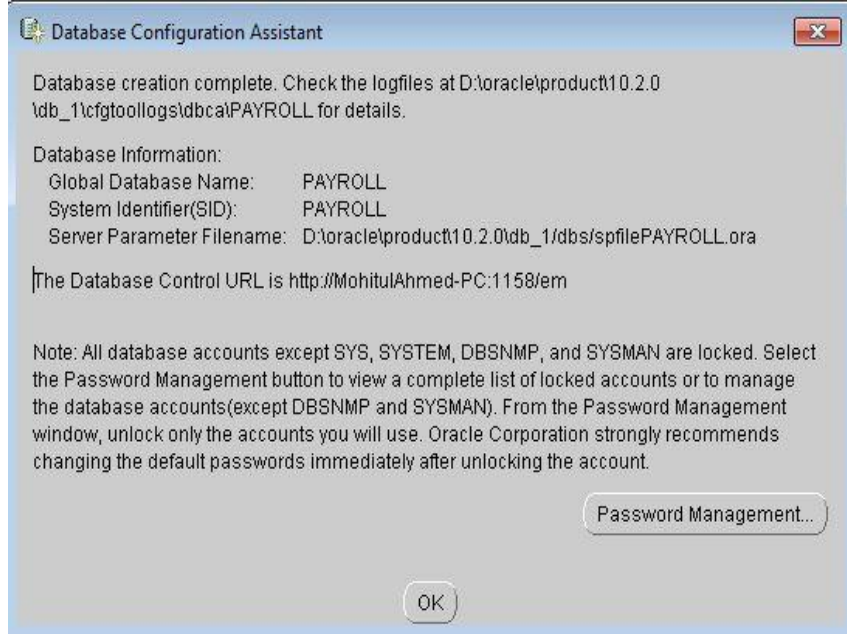 Database Configuration Assistant
Database creation complete. Check the logfiles at D:\oracle\product\10.2.0
\db_1\cfgtoollogs\dbca\PAYROLL for details.
Database Information:
Global Database Name: PAYROLL
System Identifier(SID): PAYROLL
Server Parameter Filename: D:\oracle\product\10.2.0\db_1/dbs/spfilePAYROLL.ora
The Database Control URL is http://MohitulAhmed-PC:1158/em
Note: All database accounts except SYS, SYSTEM, DBSNMP, and SYSMAN are locked. Select
the Password Management button to view a complete list of locked accounts or to manage
the database accounts(except DBSNMP and SYSMAN). From the Password Management
window, unlock only the accounts you will use. Oracle Corporation strongly recommends
changing the default passwords immediately after unlocking the account.
Password Management...
OK